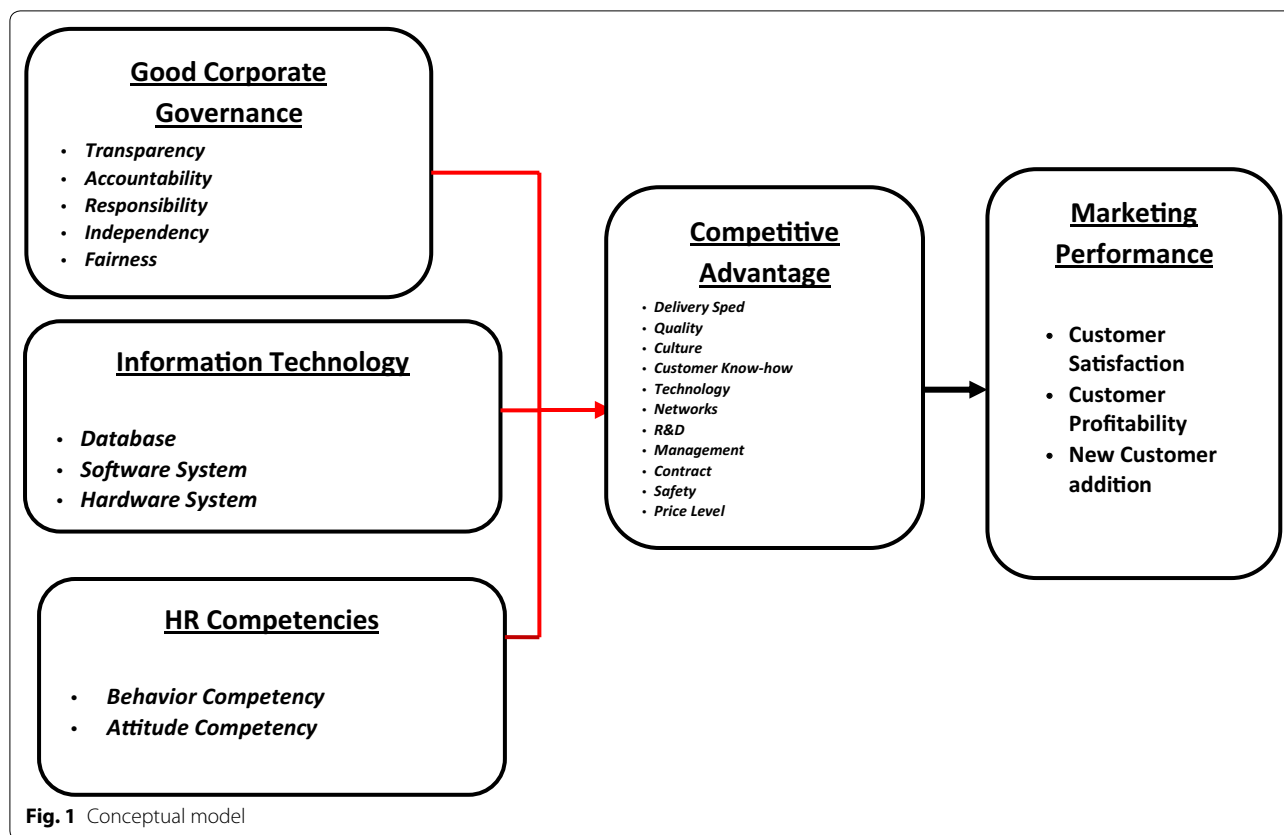 Good Corporate
Governance
• Transparency
• Accountability
• Responsibility
• Independency
• Fairness
Information Technology
• Database
• Software System
• Hardware System
HR Competencies
• Behavior Competency
• Attitude Competency
Competitive
Advantage
• Delivery Sped
• Quality
• Culture
• Customer Know-how
• Technology
• Networks
• R&D
• Management
• Contract
• Safety
• Price Level
Marketing
Performance
• Customer
Satisfaction
• Customer
Profitability
• New Customer
addition
Fig. 1 Conceptual model